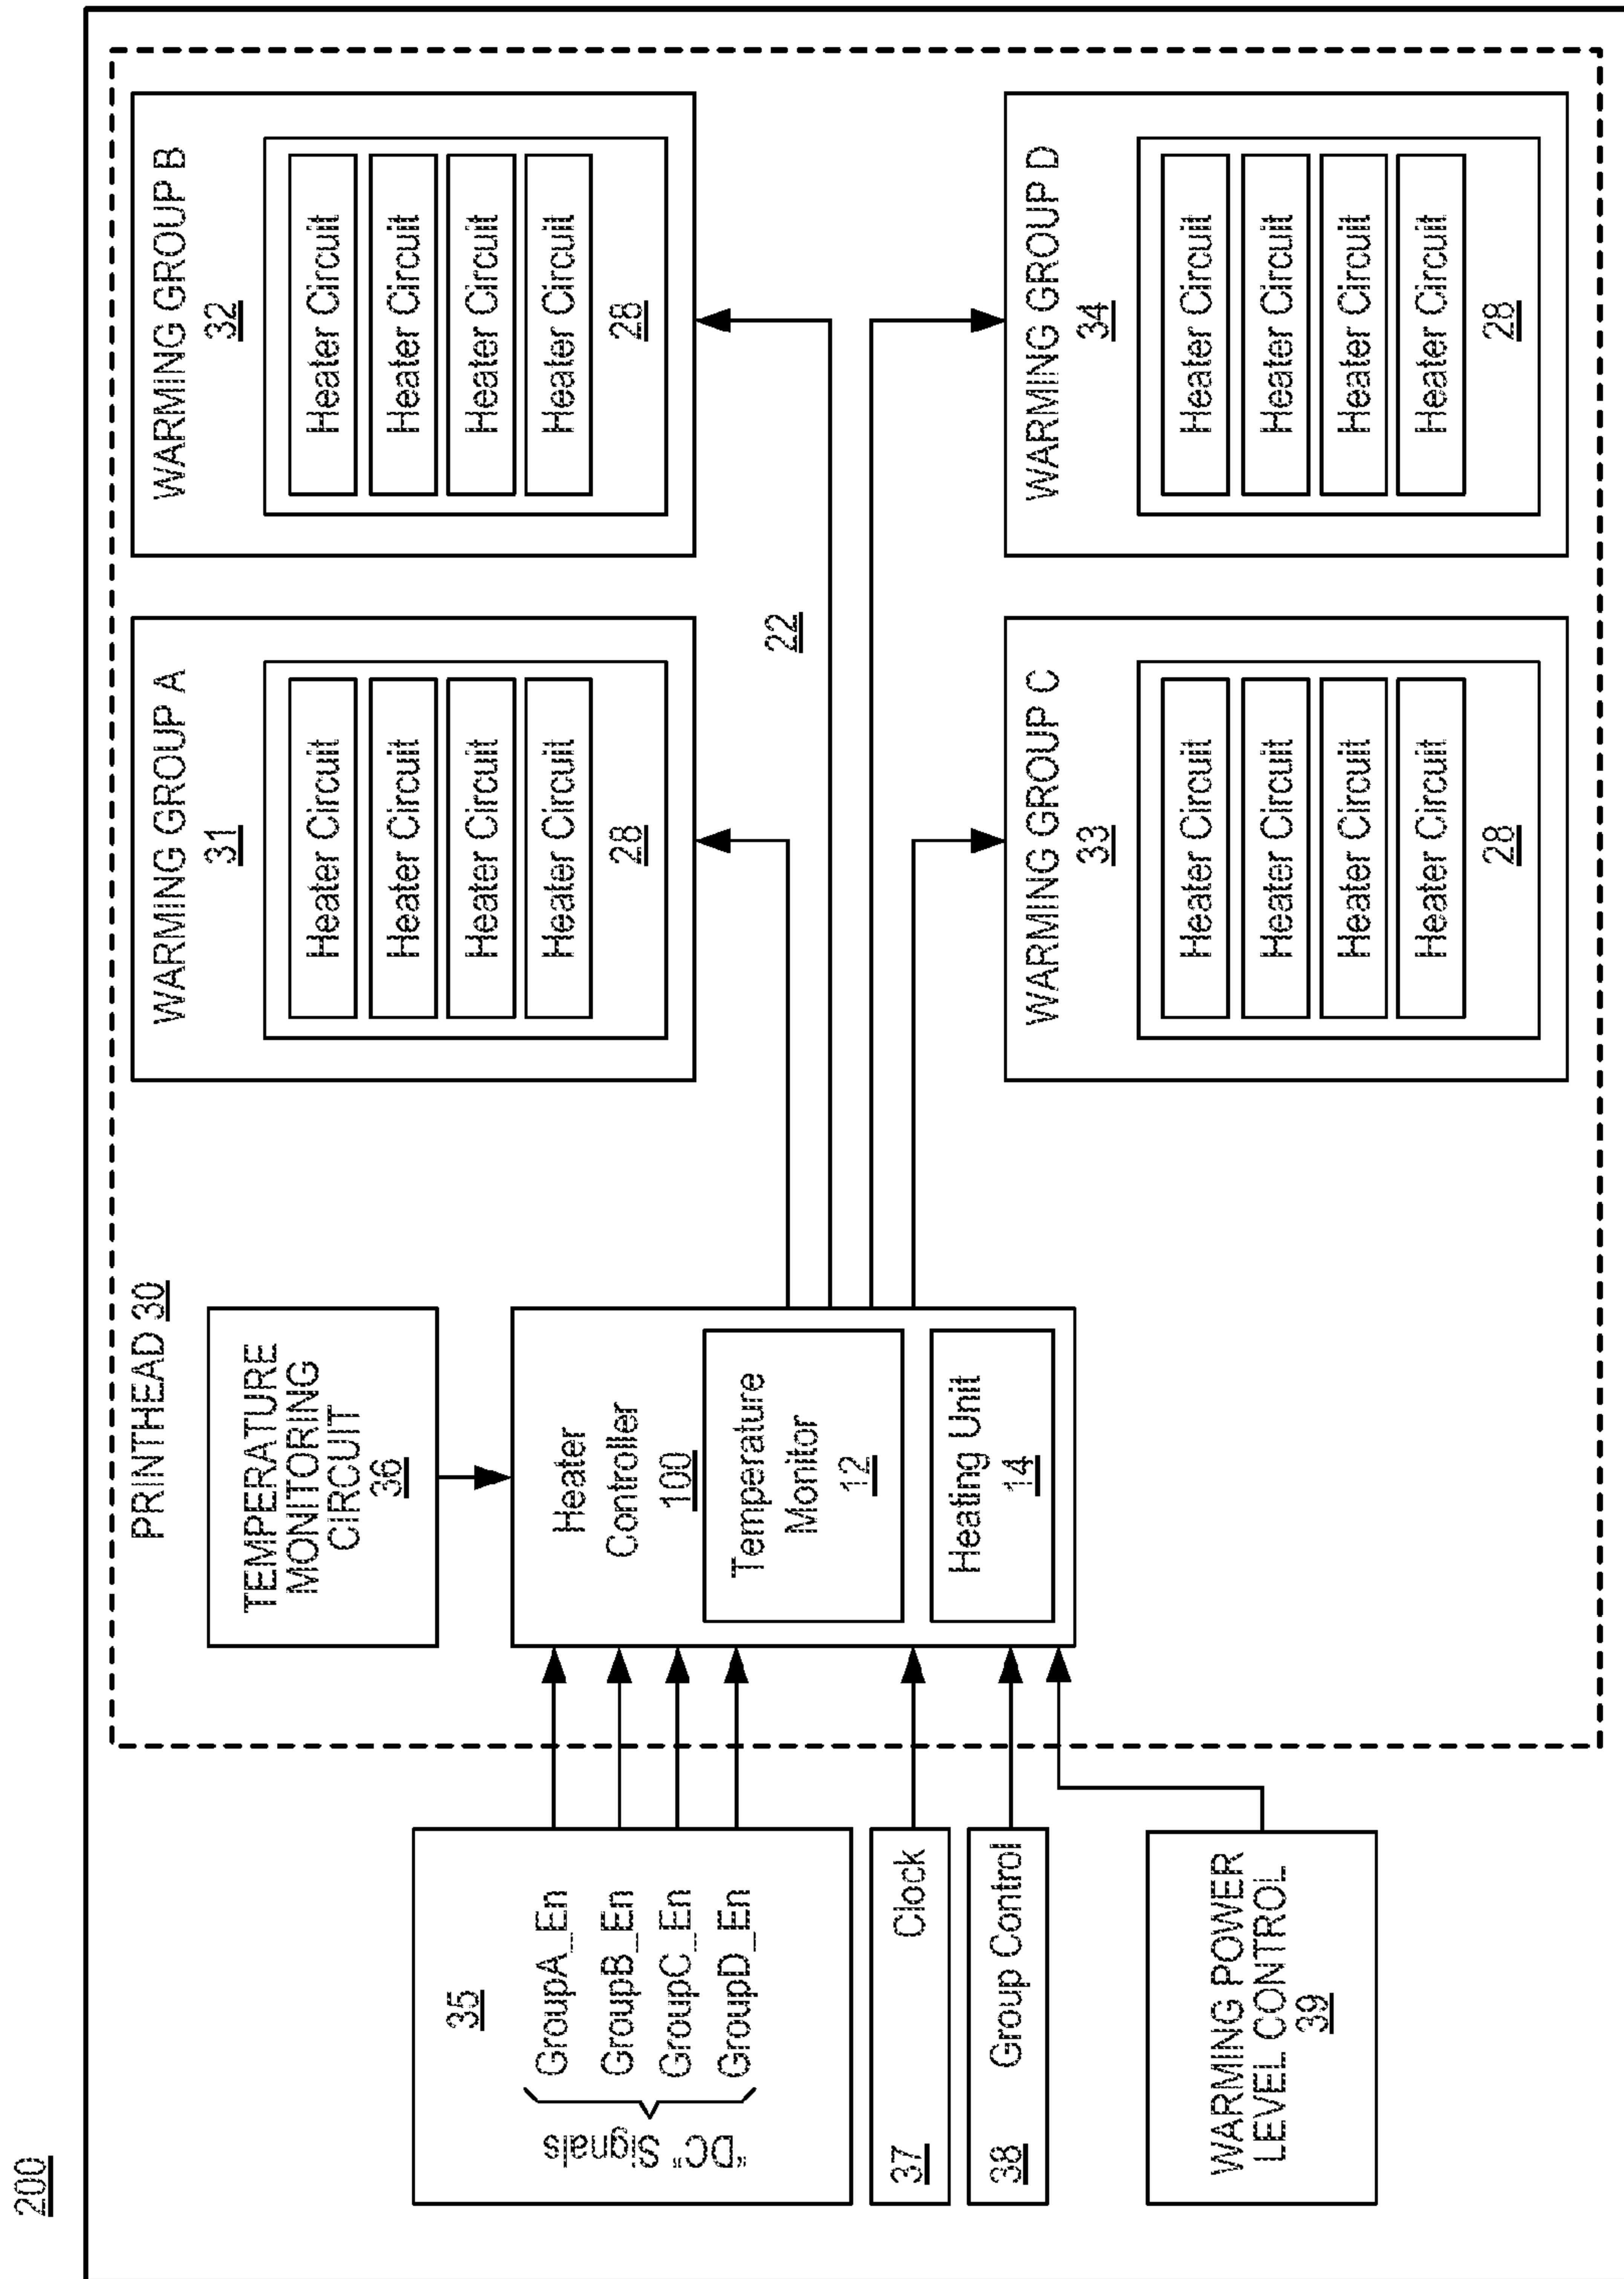 200
PRINTHEAD 30
TEMPERATURE
MONITORING
CIRCUIT
36
WARMING GROUP A
31
Heater Circuit
Heater Circuit
Heater Circuit
Heater Circuit
28
WARMING GROUP B
32
Heater Circuit
Heater Circuit
Heater Circuit
Heater Circuit
28
35
"DC" Signals
GroupA_En
GroupB_En
GroupC_En
GroupD_En
Heater
Controller
100
Temperature
Monitor
12
Heating Unit
14
22
37 Clock
38 Group Control
WARMING POWER
LEVEL CONTROL
39
WARMING GROUP C
33
Heater Circuit
Heater Circuit
Heater Circuit
Heater Circuit
28
WARMING GROUP D
34
Heater Circuit
Heater Circuit
Heater Circuit
Heater Circuit
28